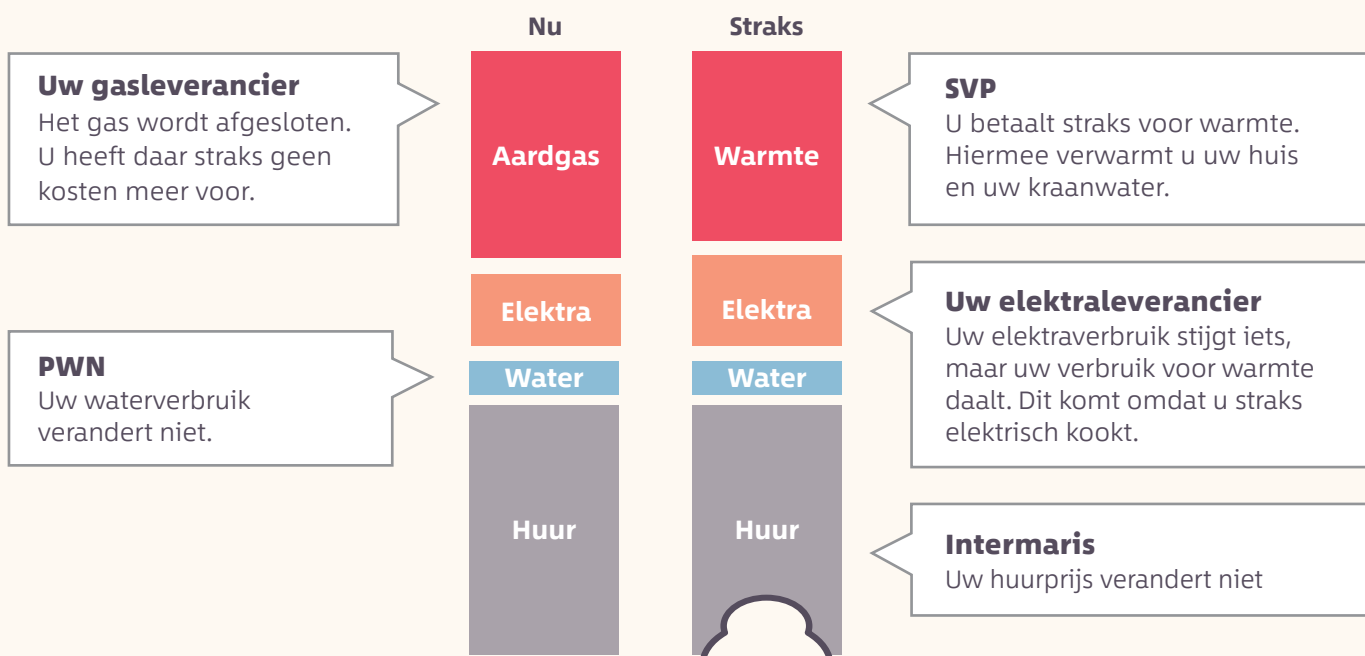 Nu
Straks
Uw gasleverancier
Het gas wordt afgesloten.
U heeft daar straks geen
kosten meer voor.
Aardgas
Warmte
SVP
U betaalt straks voor warmte.
Hiermee verwarmt u uw huis
en uw kraanwater.
Elektra
Elektra
Uw elektraleverancier
Uw elektraverbruik stijgt iets,
maar uw verbruik voor warmte
daalt. Dit komt omdat u straks
elektrisch kookt.
PWN
Uw waterverbruik
verandert niet.
Water
Water
Huur
Huur
Intermaris
Uw huurprijs verandert niet